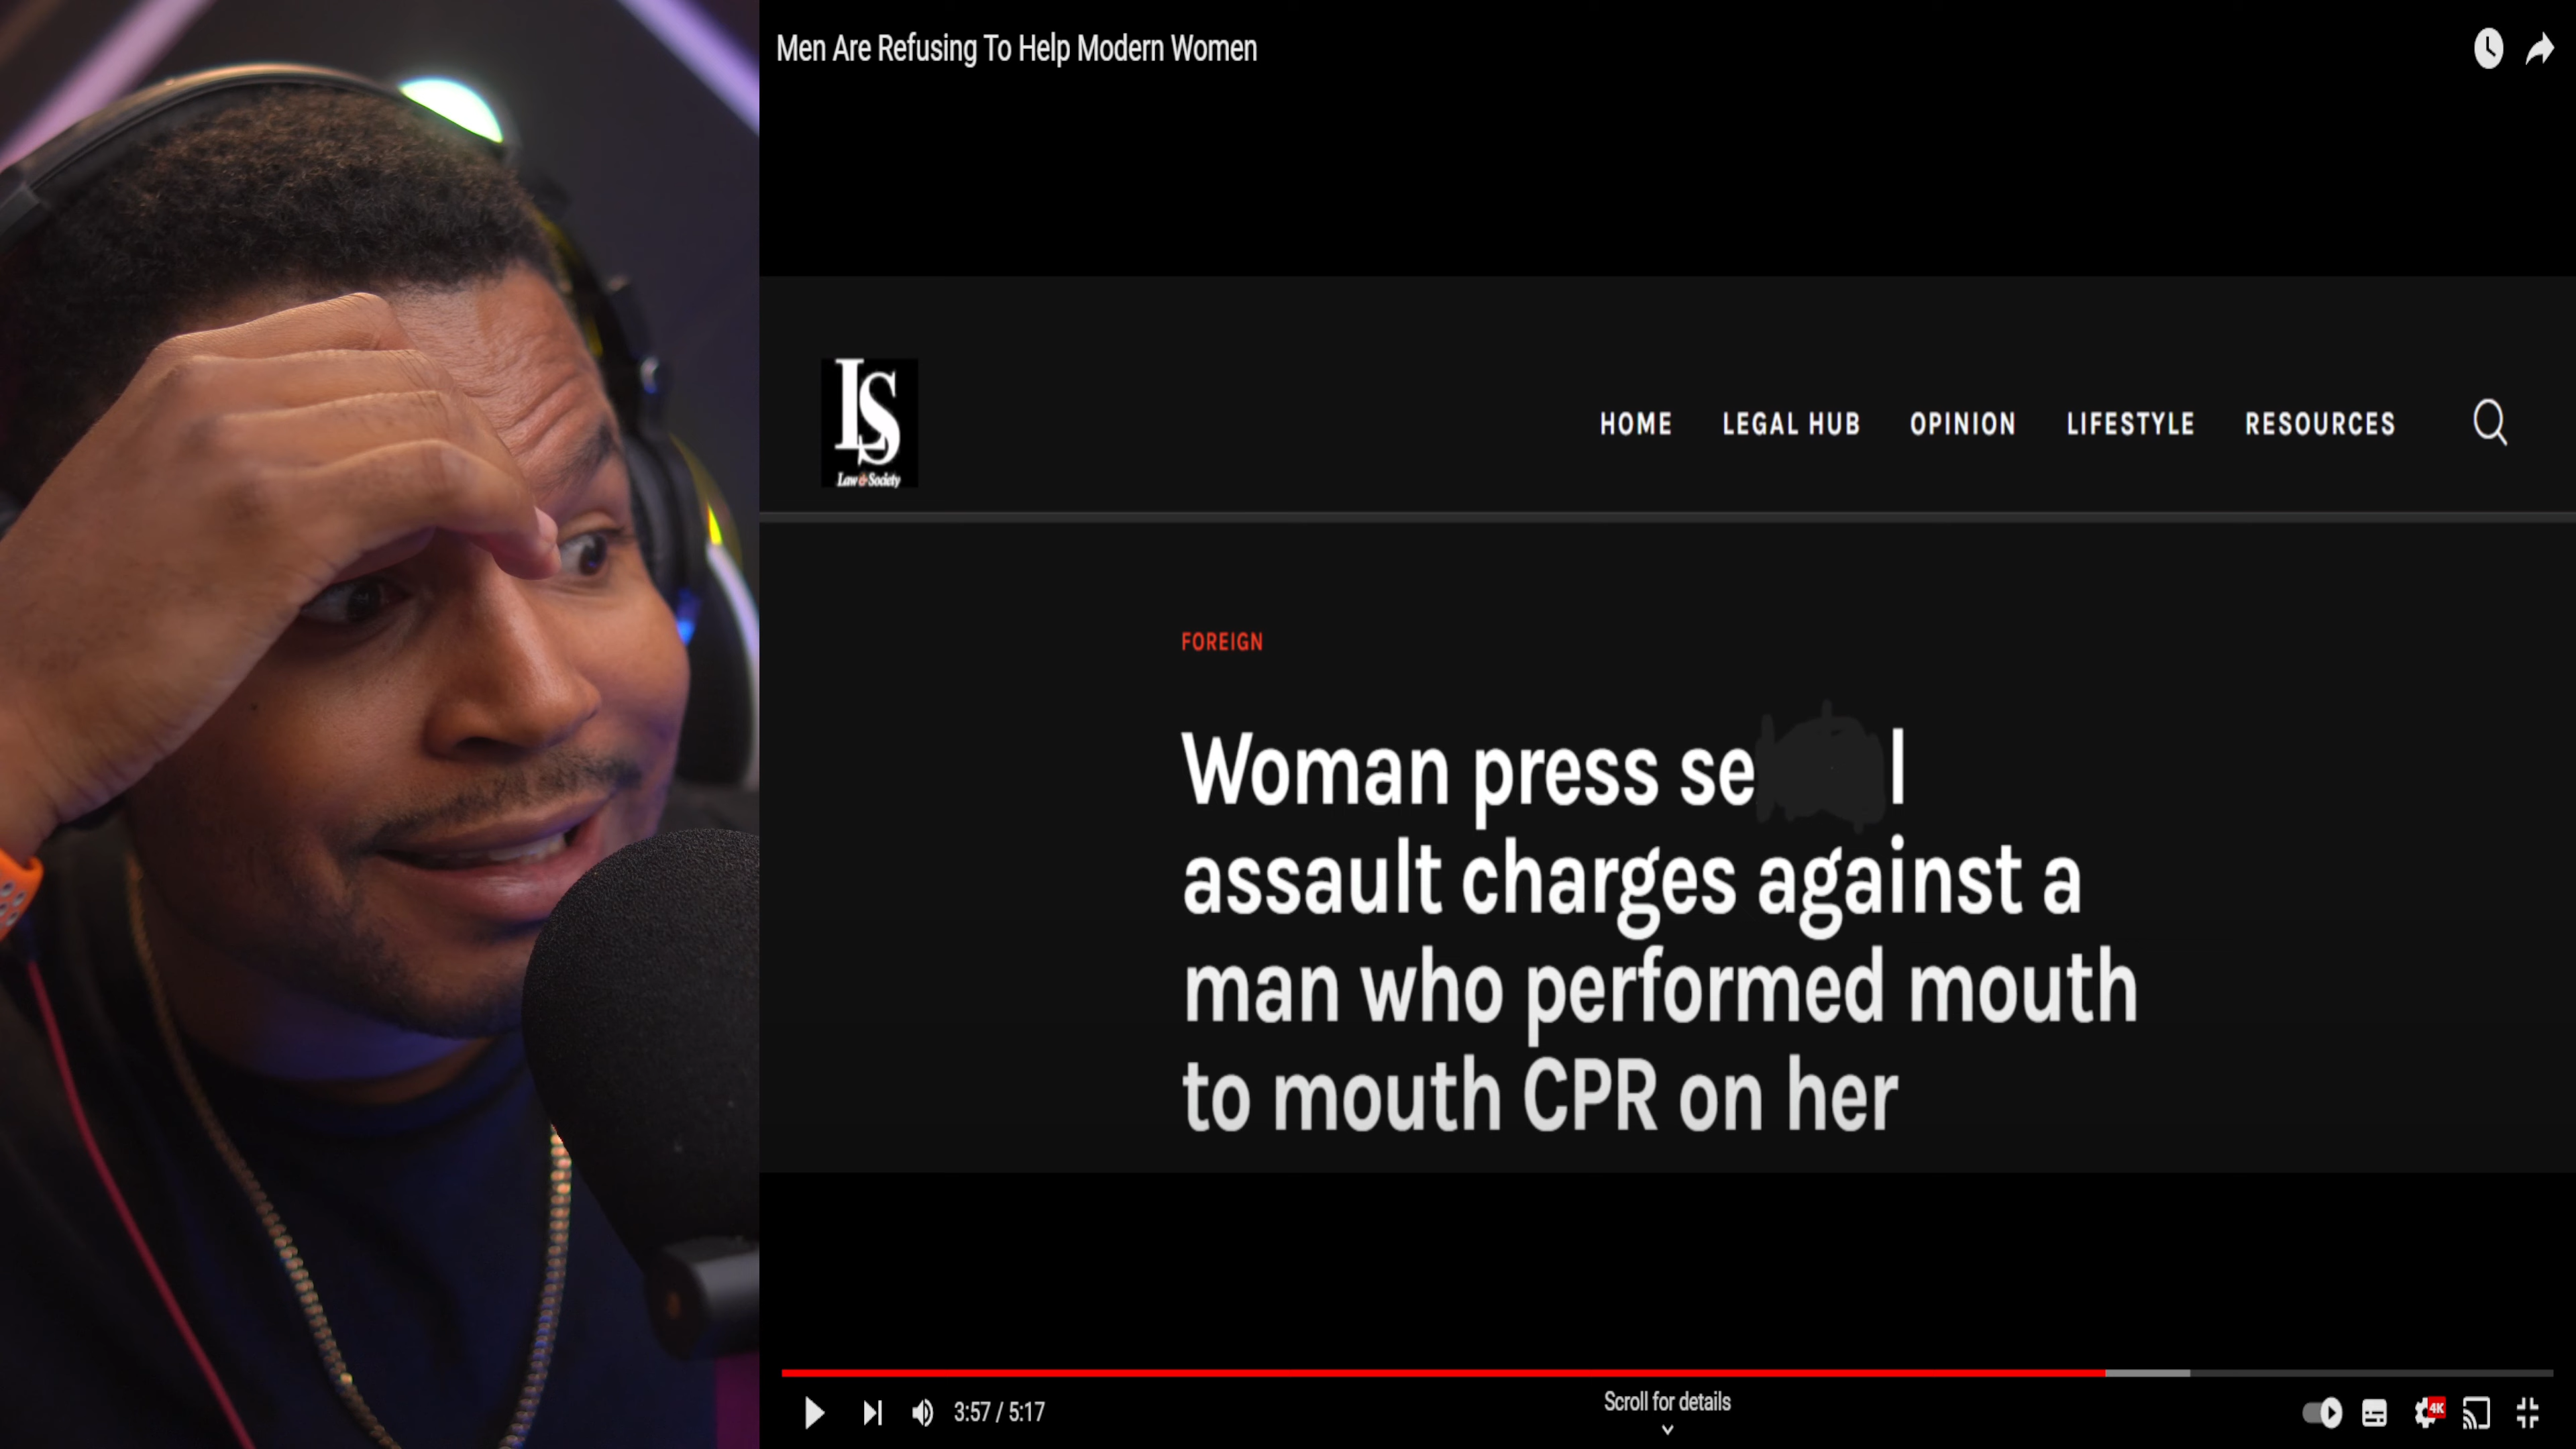 Men Are Refusing To Help Modern Women
LS
Law & Society
HOME LEGAL HUB OPINION LIFESTYLE RESOURCES
FOREIGN
Woman press se l
assault charges against a
man who performed mouth
to mouth CPR on her
3:57 / 5:17
Scroll for details
4K